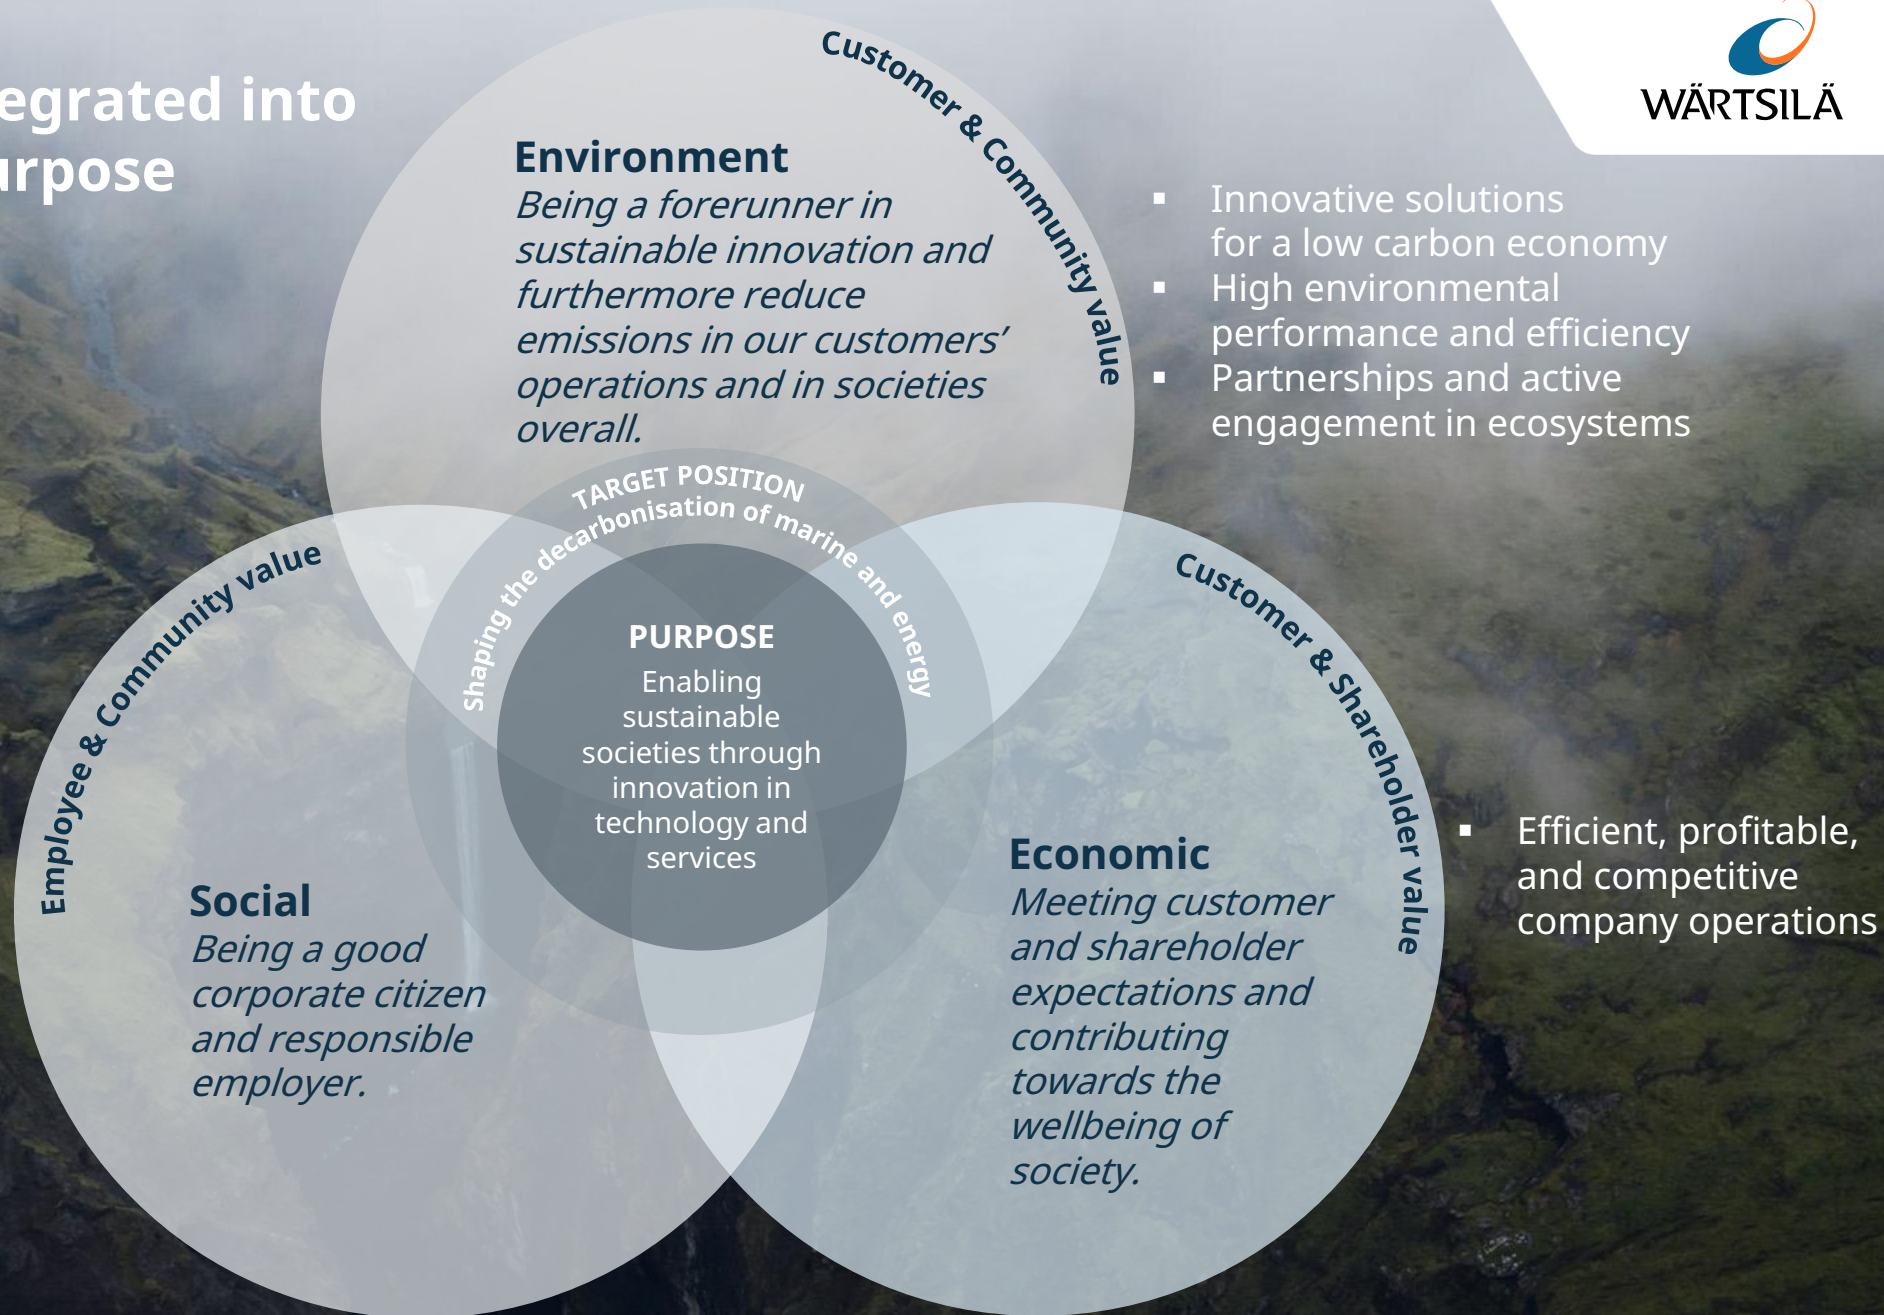 egrated into
urpose
WÄRTSILÄ
Customer & Community value
Environment
Being a forerunner in
sustainable innovation and
furthermore reduce
emissions in our customers’
operations and in societies
overall.
▪ Innovative solutions
for a low carbon economy
▪ High environmental
performance and efficiency
▪ Partnerships and active
engagement in ecosystems
TARGET POSITION
Shaping the decarbonisation of marine and energy
PURPOSE
Enabling
sustainable
societies through
innovation in
technology and
services
Employee & Community value
Social
Being a good
corporate citizen
and responsible
employer.
Customer & Shareholder value
Economic
Meeting customer
and shareholder
expectations and
contributing
towards the
wellbeing of
society.
▪ Efficient, profitable,
and competitive
company operations